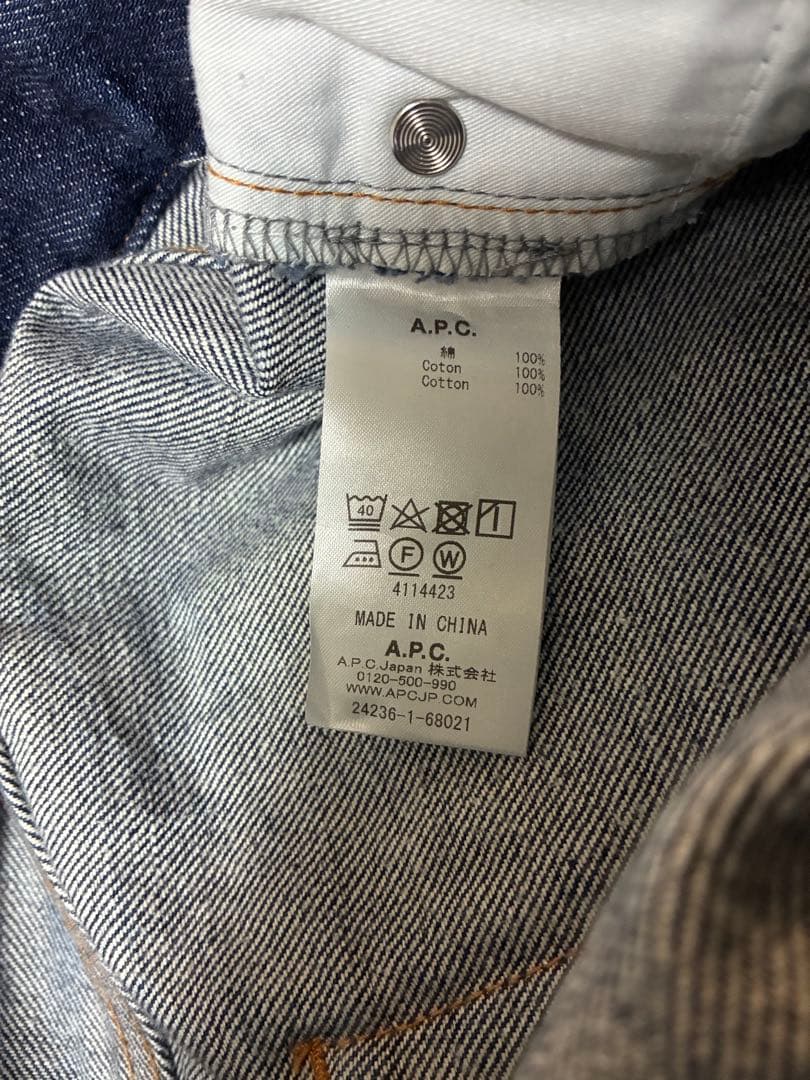 A.P.C.
綿 100%
Coton 100%
Cotton 100%
40
F W
4114423
MADE IN CHINA
A.P.C.
A.P.C.Japan 株式会社
0120-500-990
WWW.APCJP.COM
24236-1-68021